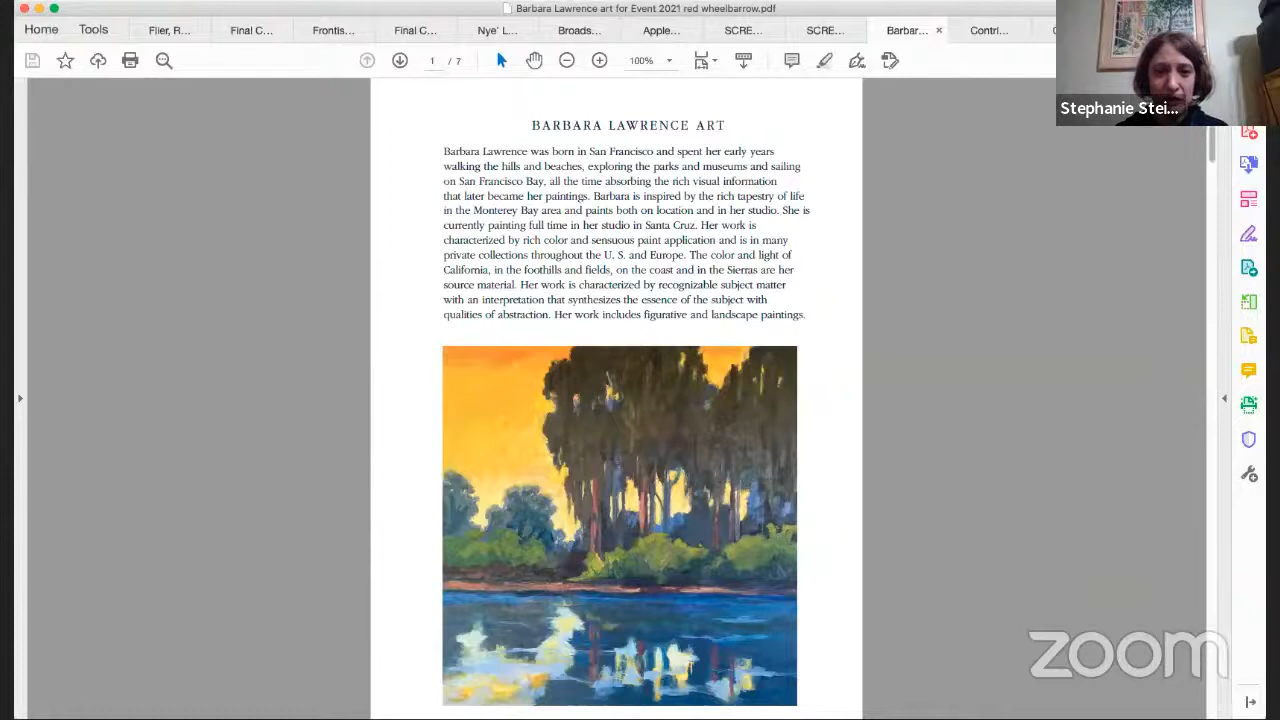 Barbara Lawrence art for Event 2021 red wheelbarrow.pdf
Home
Tools
Flier, R...
Final C...
Frontis...
Final C...
Nye' L...
Broads...
Apple...
SCRE...
SCRE...
Barbar...
×
Contri...
1
/ 7
100%
Stephanie Stei...
BARBARA LAWRENCE ART
Barbara Lawrence was born in San Francisco and spent her early years
walking the hills and beaches, exploring the parks and museums and sailing
on San Francisco Bay, all the time absorbing the rich visual information
that later became her paintings. Barbara is inspired by the rich tapestry of life
in the Monterey Bay area and paints both on location and in her studio. She is
currently painting full time in her studio in Santa Cruz. Her work is
characterized by rich color and sensuous paint application and is in many
private collections throughout the U. S. and Europe. The color and light of
California, in the foothills and fields, on the coast and in the Sierras are her
source material. Her work is characterized by recognizable subject matter
with an interpretation that synthesizes the essence of the subject with
qualities of abstraction. Her work includes figurative and landscape paintings.
zoom